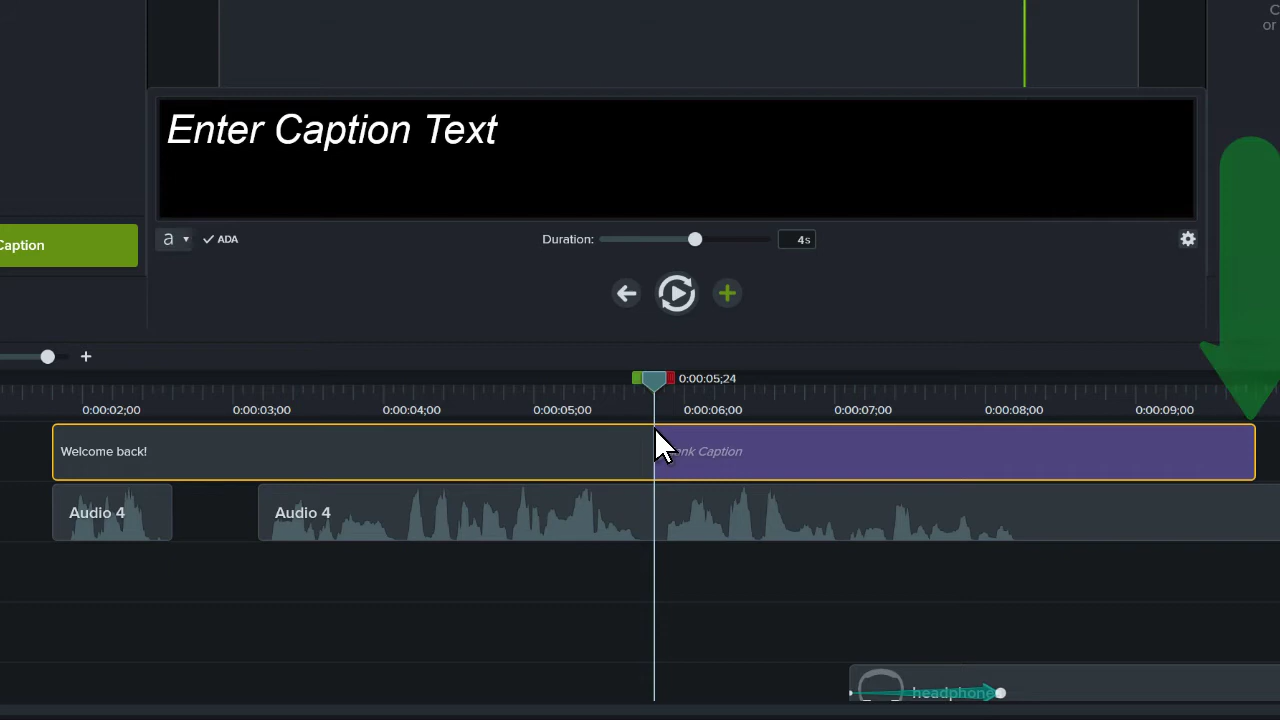 C
or
Enter Caption Text
Caption
a
ADA
Duration:
4s
0:00:05;24
0:00:02;00
0:00:03;00
0:00:04;00
0:00:05;00
0:00:06;00
0:00:07;00
0:00:08;00
0:00:09;00
Welcome back!
nk Caption
Audio 4
Audio 4
headphone